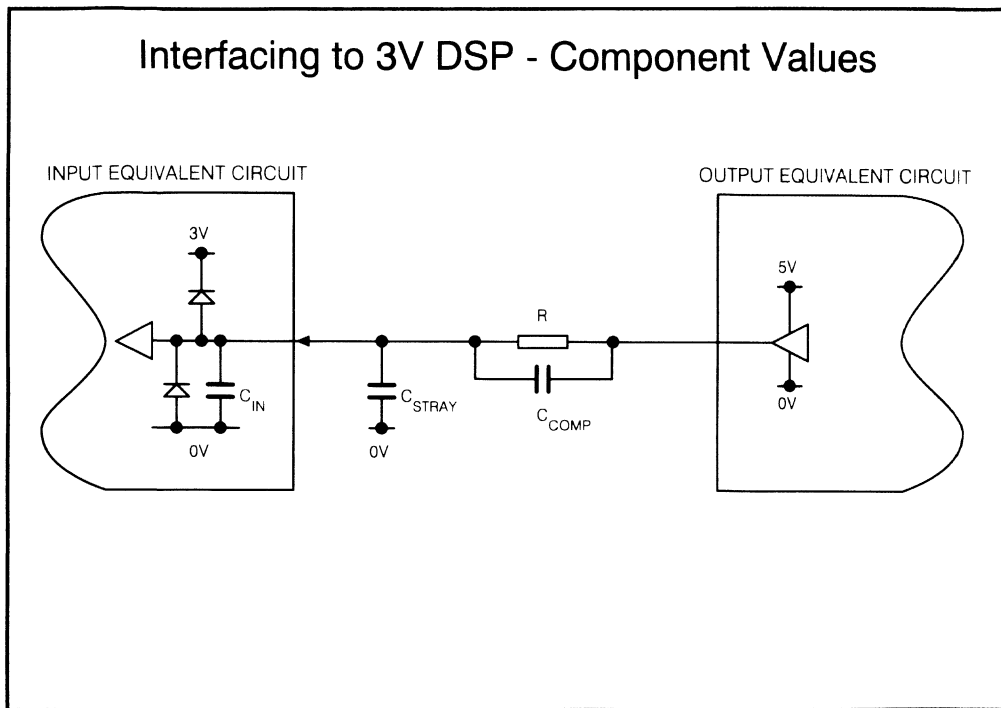 Interfacing to 3V DSP - Component Values
INPUT EQUIVALENT CIRCUIT
OUTPUT EQUIVALENT CIRCUIT
3V
5V
R
C IN
C STRAY
C COMP
0V
0V
0V